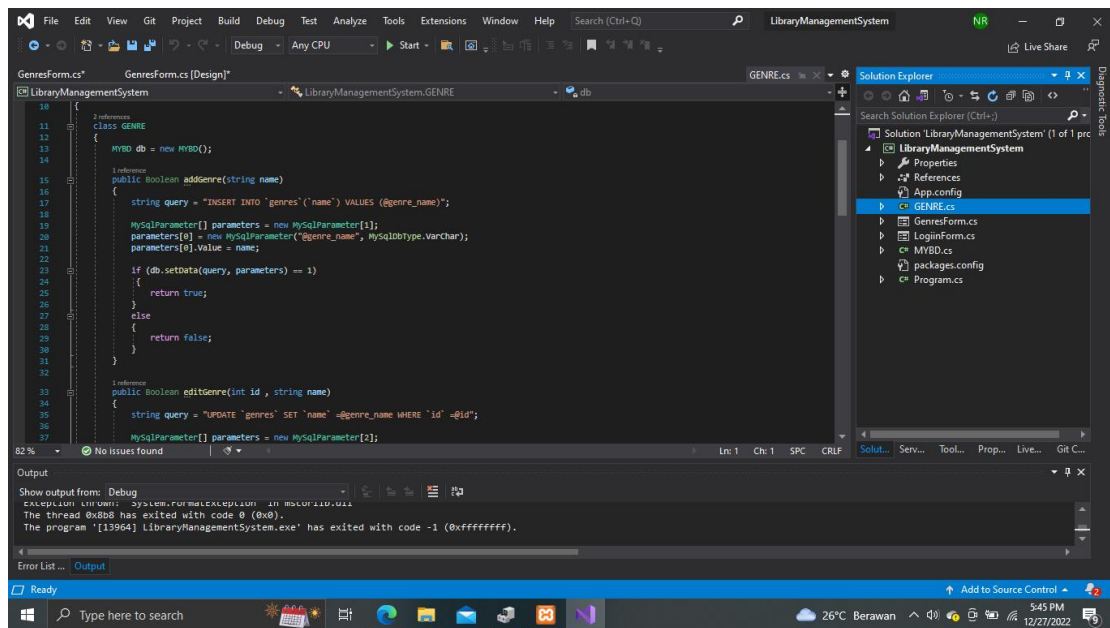 File Edit View Git Project Build Debug Test Analyze Tools Extensions Window Help Search (Ctrl+Q) LibraryManagementSystem NR
Debug Any CPU Start Live Share
GenresForm.cs* GenresForm.cs [Design]* GENRE.cs
LibraryManagementSystem LibraryManagementSystem.GENRE db
10 {
2 references
11 class GENRE
12 {
13 MYBD db = new MYBD();
14
1 reference
15 public Boolean addGenre(string name)
16 {
17 string query = "INSERT INTO `genres`(`name`) VALUES (@genre_name)";
18
19 MySqlParameter[] parameters = new MySqlParameter[1];
20 parameters[0] = new MySqlParameter("@genre_name", MySqlDbType.VarChar);
21 parameters[0].Value = name;
22
23 if (db.setData(query, parameters) == 1)
24 {
25 return true;
26 }
27 else
28 {
29 return false;
30 }
31 }
32
1 reference
33 public Boolean editGenre(int id , string name)
34 {
35 string query = "UPDATE `genres` SET `name` =@genre_name WHERE `id` =@id";
36
37 MySqlParameter[] parameters = new MySqlParameter[2];
82 % No issues found Ln: 1 Ch: 1 SPC CRLF
Solution Explorer
Search Solution Explorer (Ctrl+;)
Solution 'LibraryManagementSystem' (1 of 1 prc
LibraryManagementSystem
Properties
References
App.config
GENRE.cs
GenresForm.cs
LogiinForm.cs
MYBD.cs
packages.config
Program.cs
Solut... Serv... Tool... Prop... Live... Git C...
Diagnostic Tools
Output
Show output from: Debug
Exception thrown: 'System.FormatException' in mscorlib.dll
The thread 0x8b8 has exited with code 0 (0x0).
The program '[13964] LibraryManagementSystem.exe' has exited with code -1 (0xffffffff).
Error List ... Output
Ready Add to Source Control 2
Type here to search 26°C Berawan 5:45 PM
12/27/2022 9